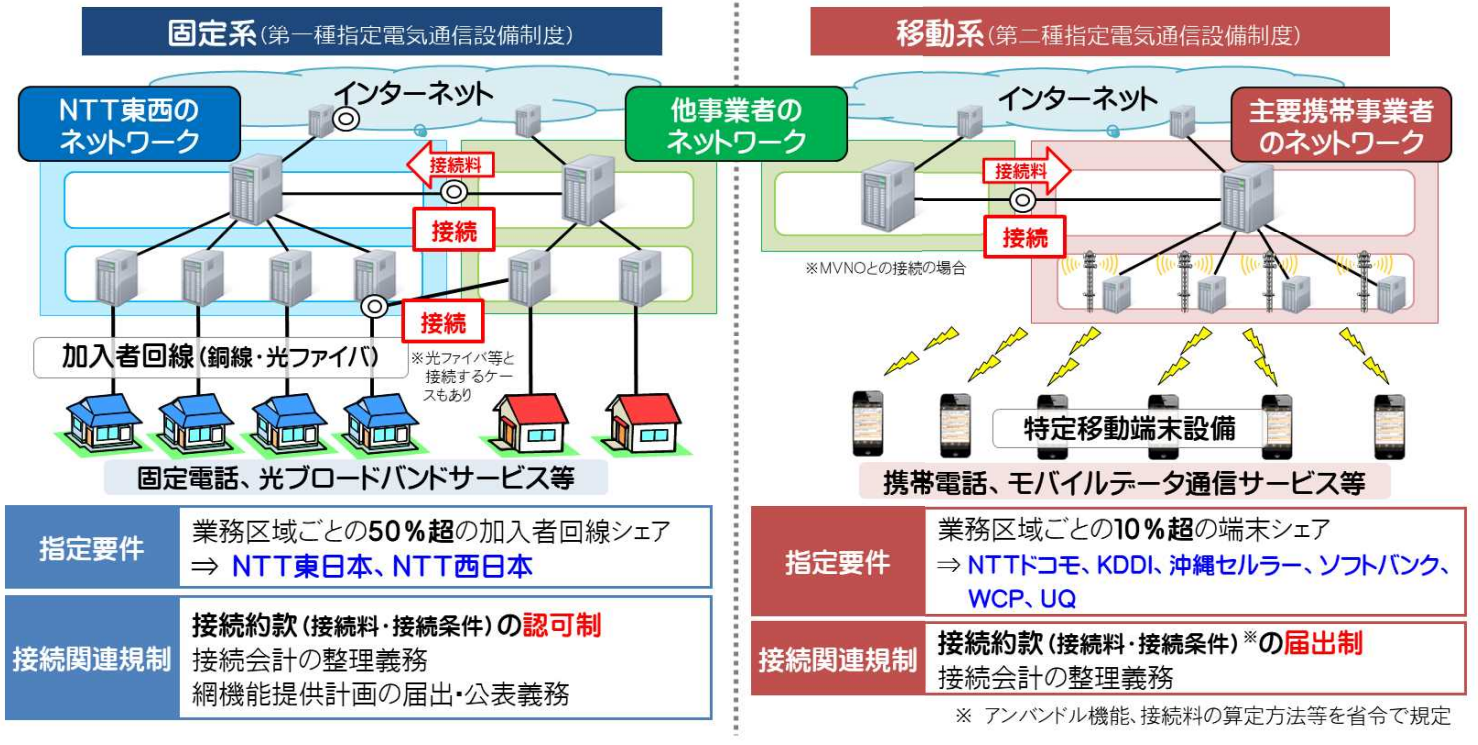 固定系(第一種指定電気通信設備制度)
インターネット
NTT東西の
ネットワーク
他事業者の
ネットワーク
接続料
接続
接続
加入者回線(銅線・光ファイバ)
※光ファイバ等と
接続するケー
スもあり
固定電話、光ブロードバンドサービス等
指定要件
業務区域ごとの50%超の加入者回線シェア
⇒ NTT東日本、NTT西日本
接続関連規制
接続約款(接続料・接続条件)の認可制
接続会計の整理義務
網機能提供計画の届出・公表義務
移動系(第二種指定電気通信設備制度)
インターネット
主要携帯事業者
のネットワーク
接続料
接続
※MVNOとの接続の場合
特定移動端末設備
携帯電話、モバイルデータ通信サービス等
指定要件
業務区域ごとの10%超の端末シェア
⇒ NTTドコモ、KDDI、沖縄セルラー、ソフトバンク、
WCP、UQ
接続関連規制
接続約款(接続料・接続条件)※の届出制
接続会計の整理義務
※ アンバンドル機能、接続料の算定方法等を省令で規定